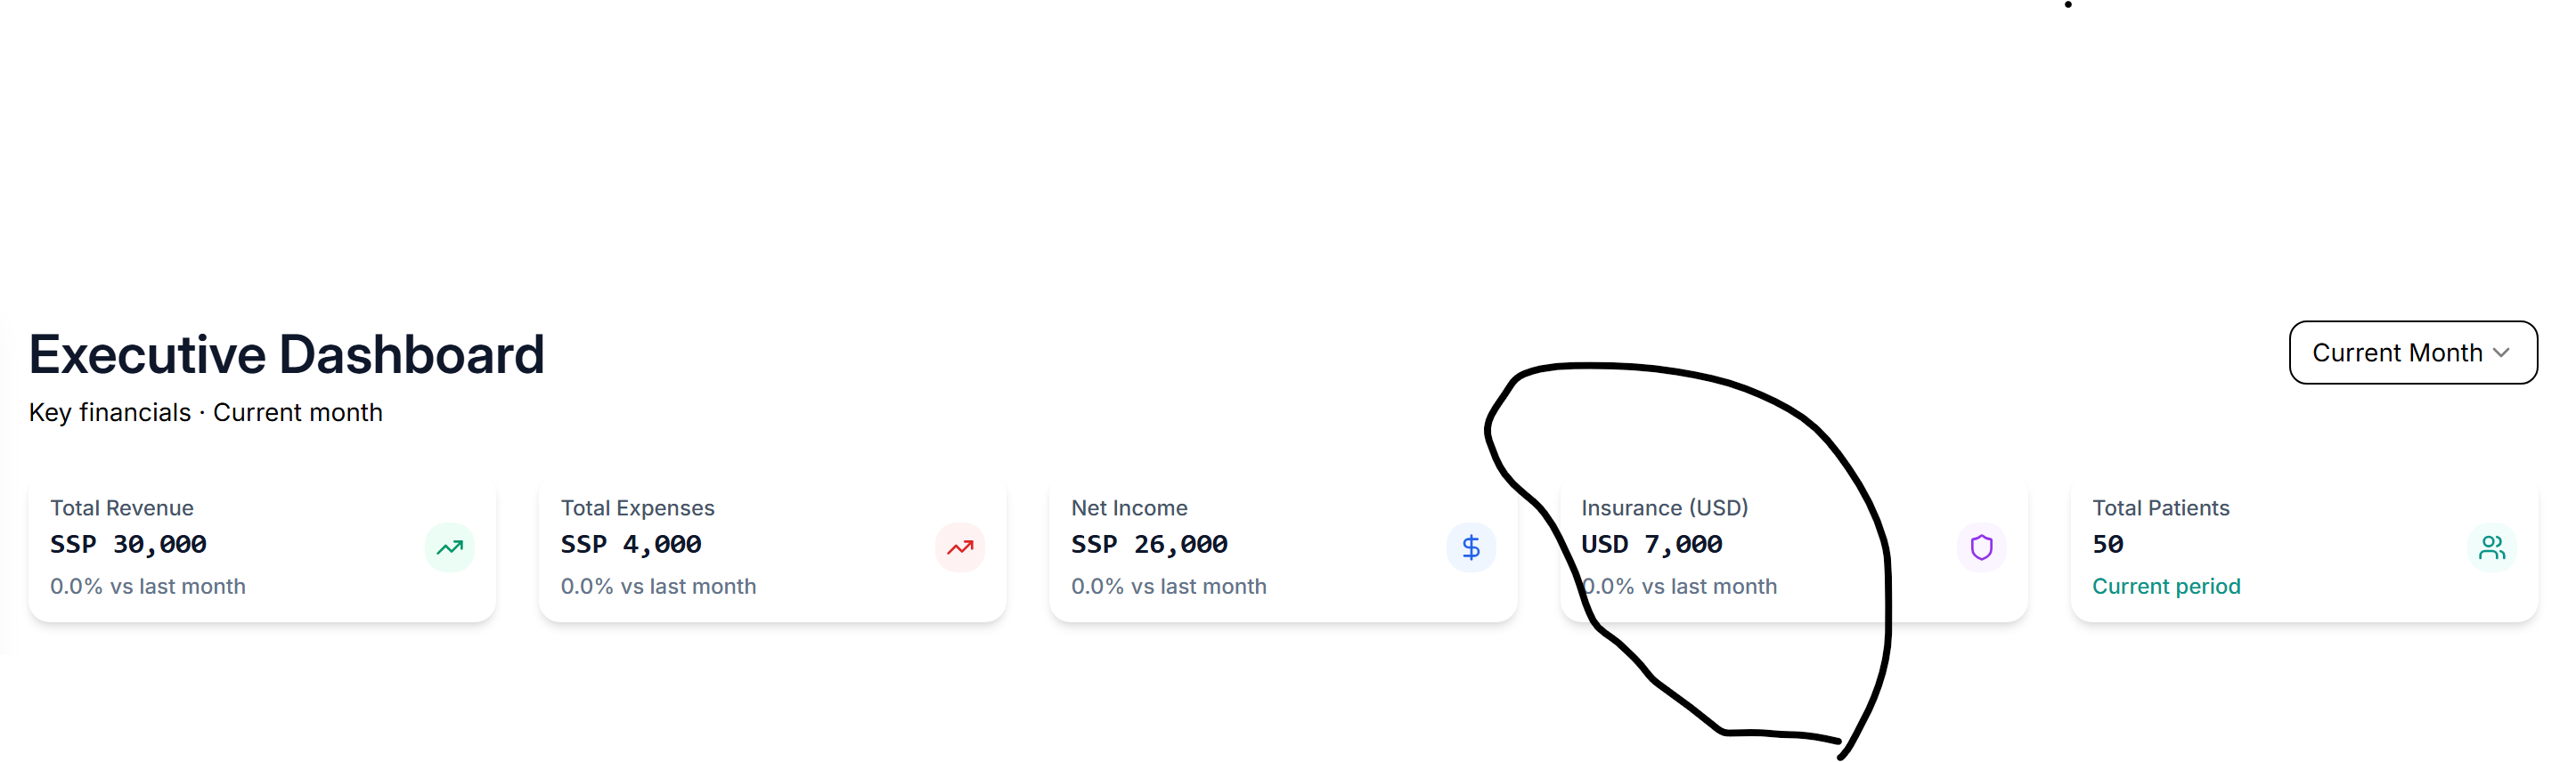 Executive Dashboard
Current Month
Key financials · Current month
Total Revenue
SSP 30,000
0.0% vs last month
Total Expenses
SSP 4,000
0.0% vs last month
Net Income
SSP 26,000
0.0% vs last month
Insurance (USD)
USD 7,000
0.0% vs last month
Total Patients
50
Current period